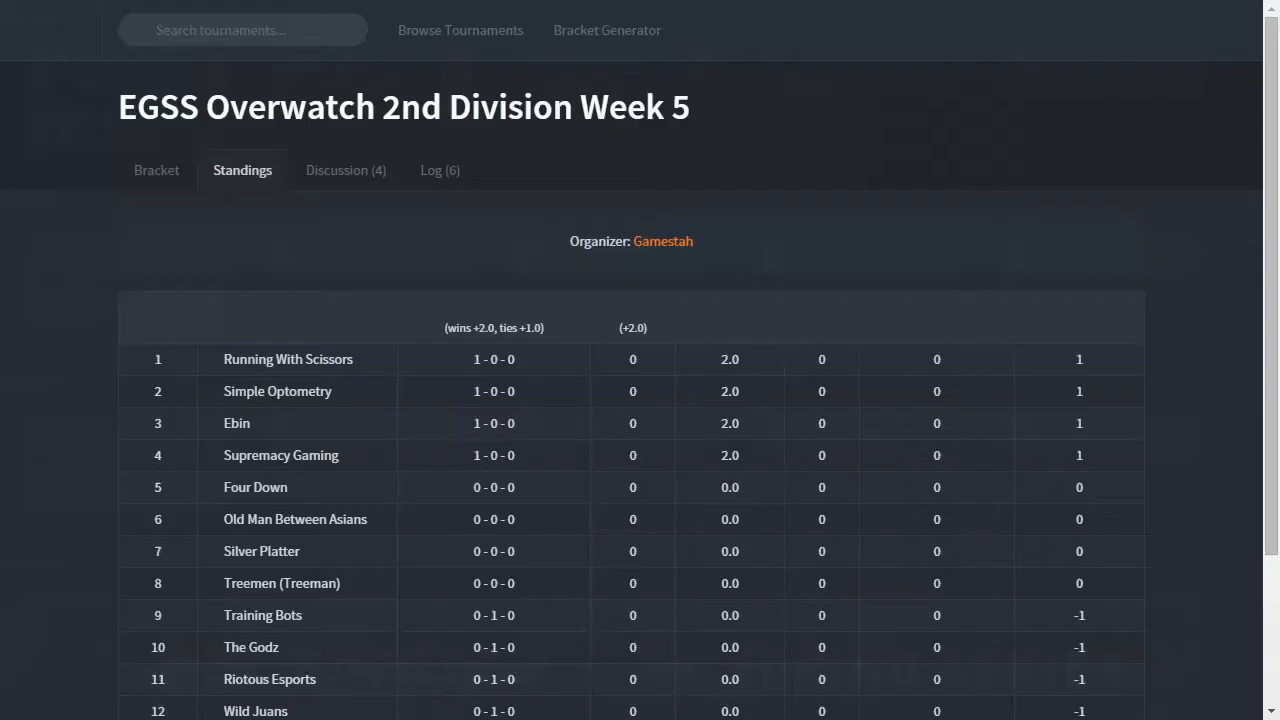 Search tournaments... Browse Tournaments Bracket Generator
EGSS Overwatch 2nd Division Week 5
Bracket Standings Discussion (4) Log (6)
Organizer: Gamestah
(wins +2.0, ties +1.0) (+2.0)
1 Running With Scissors 1 - 0 - 0 0 2.0 0 0 1
2 Simple Optometry 1 - 0 - 0 0 2.0 0 0 1
3 Ebin 1 - 0 - 0 0 2.0 0 0 1
4 Supremacy Gaming 1 - 0 - 0 0 2.0 0 0 1
5 Four Down 0 - 0 - 0 0 0.0 0 0 0
6 Old Man Between Asians 0 - 0 - 0 0 0.0 0 0 0
7 Silver Platter 0 - 0 - 0 0 0.0 0 0 0
8 Treemen (Treeman) 0 - 0 - 0 0 0.0 0 0 0
9 Training Bots 0 - 1 - 0 0 0.0 0 0 -1
10 The Godz 0 - 1 - 0 0 0.0 0 0 -1
11 Riotous Esports 0 - 1 - 0 0 0.0 0 0 -1
12 Wild Juans 0 - 1 - 0 0 0.0 0 0 -1